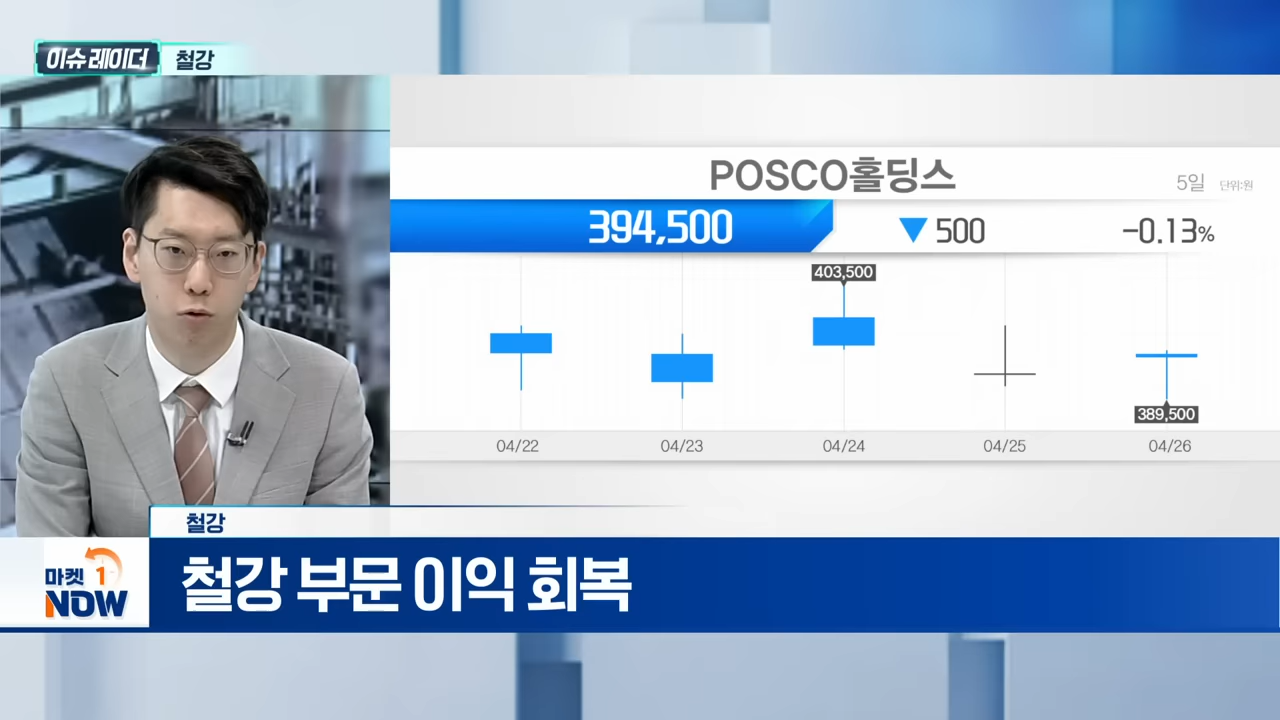 이슈 레이더 철강
POSCO홀딩스
5일 단위:원
394,500 ▼ 500 -0.13%
403,500
389,500
04/22 04/23 04/24 04/25 04/26
철강
철강 부문 이익 회복
마켓 1
NOW